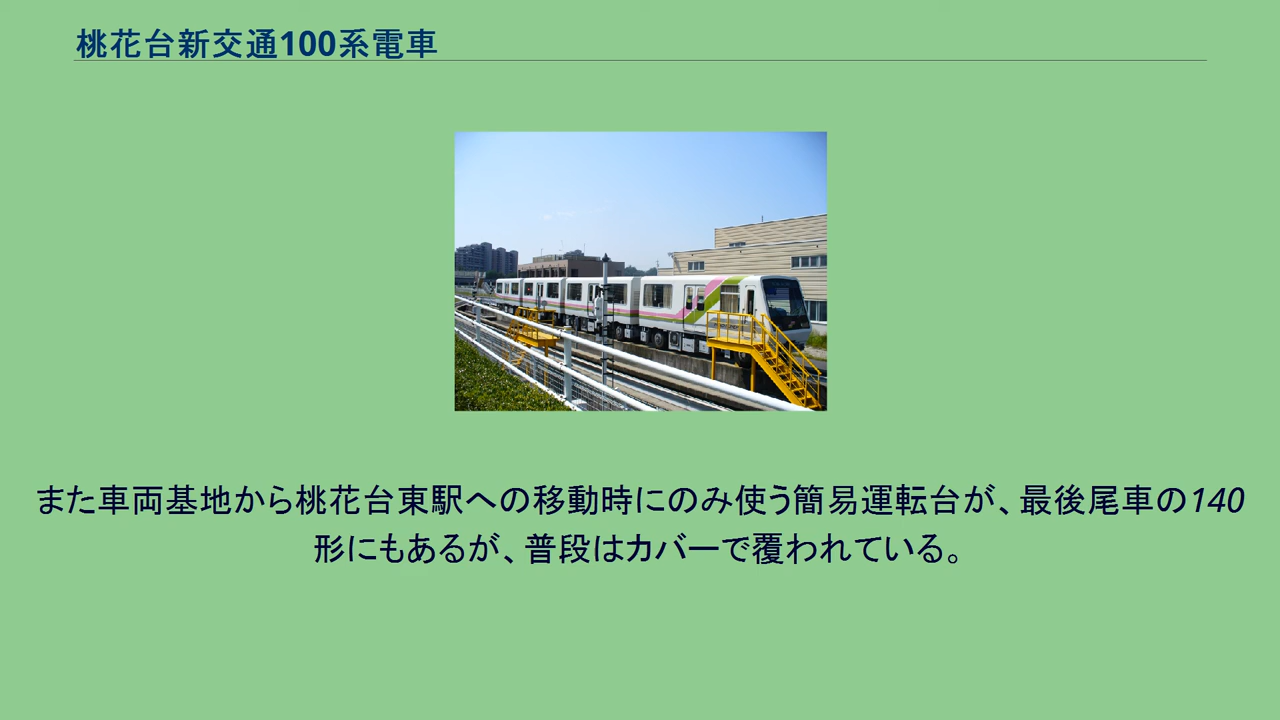 桃花台新交通100系電車
また車両基地から桃花台東駅への移動時にのみ使う簡易運転台が、最後尾車の140
形にもあるが、普段はカバーで覆われている。